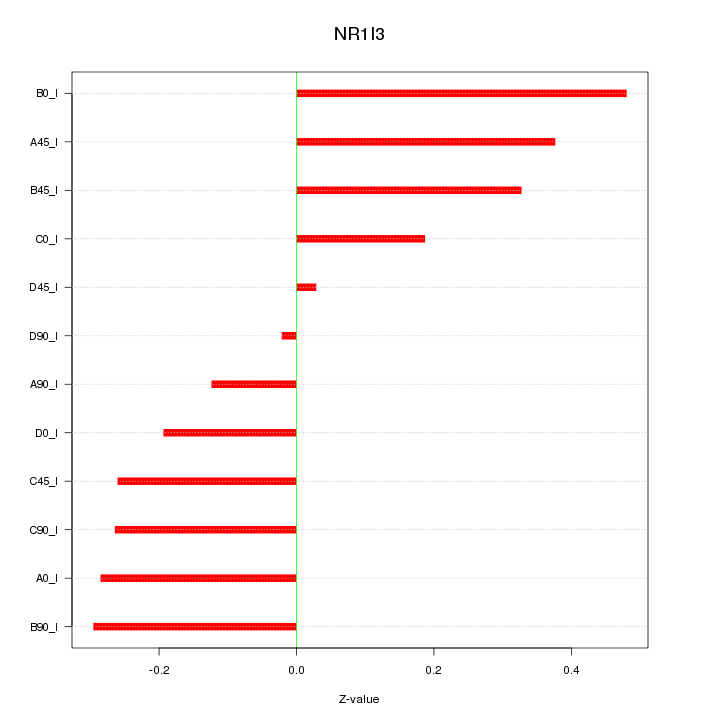 NR1I3
B0_I
A45_I
B45_I
C0_I
D45_I
D90_I
A90_I
D0_I
C45_I
C90_I
A0_I
B90_I
-0.2 0.0 0.2 0.4
Z-value